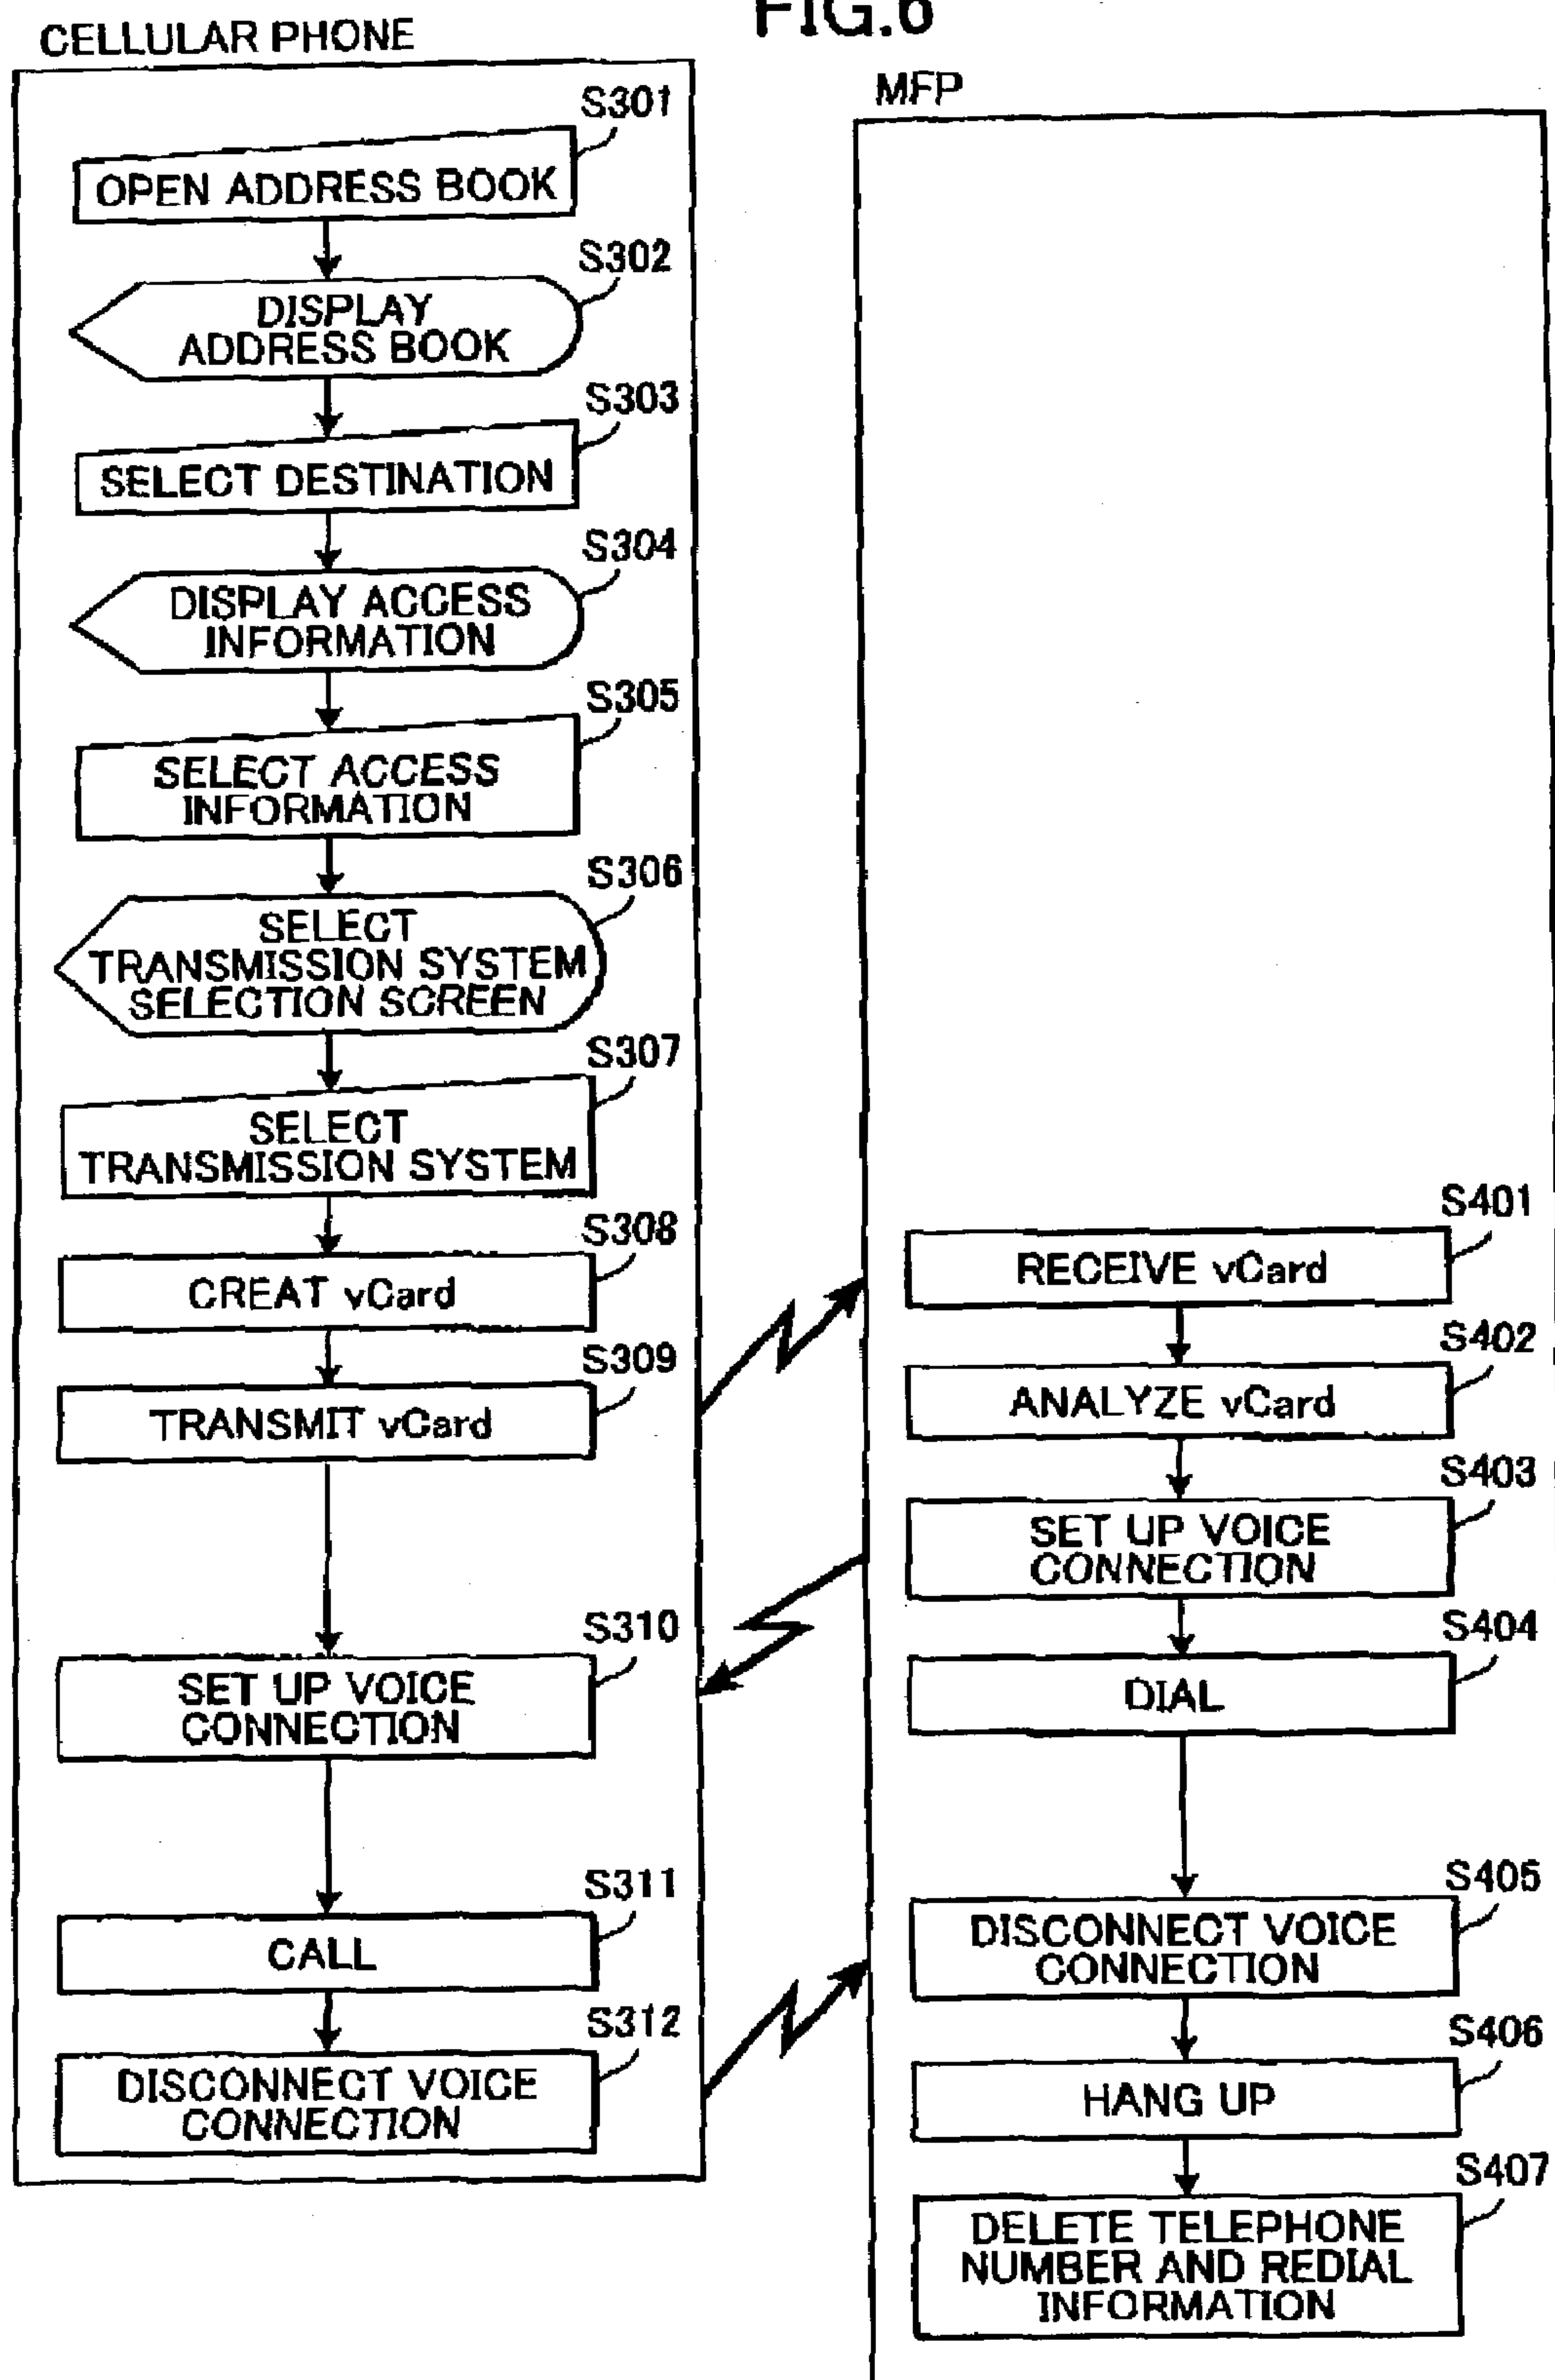 FIG.6
CELLULAR PHONE
S301
OPEN ADDRESS BOOK
S302
DISPLAY
ADDRESS BOOK
S303
SELECT DESTINATION
S304
DISPLAY ACCESS
INFORMATION
S305
SELECT ACCESS
INFORMATION
S306
SELECT
TRANSMISSION SYSTEM
SELECTION SCREEN
S307
SELECT
TRANSMISSION SYSTEM
S308
CREAT vCard
S309
TRANSMIT vCard
S310
SET UP VOICE
CONNECTION
S311
CALL
S312
DISCONNECT VOICE
CONNECTION
MFP
S401
RECEIVE vCard
S402
ANALYZE vCard
S403
SET UP VOICE
CONNECTION
S404
DIAL
S405
DISCONNECT VOICE
CONNECTION
S406
HANG UP
S407
DELETE TELEPHONE
NUMBER AND REDIAL
INFORMATION